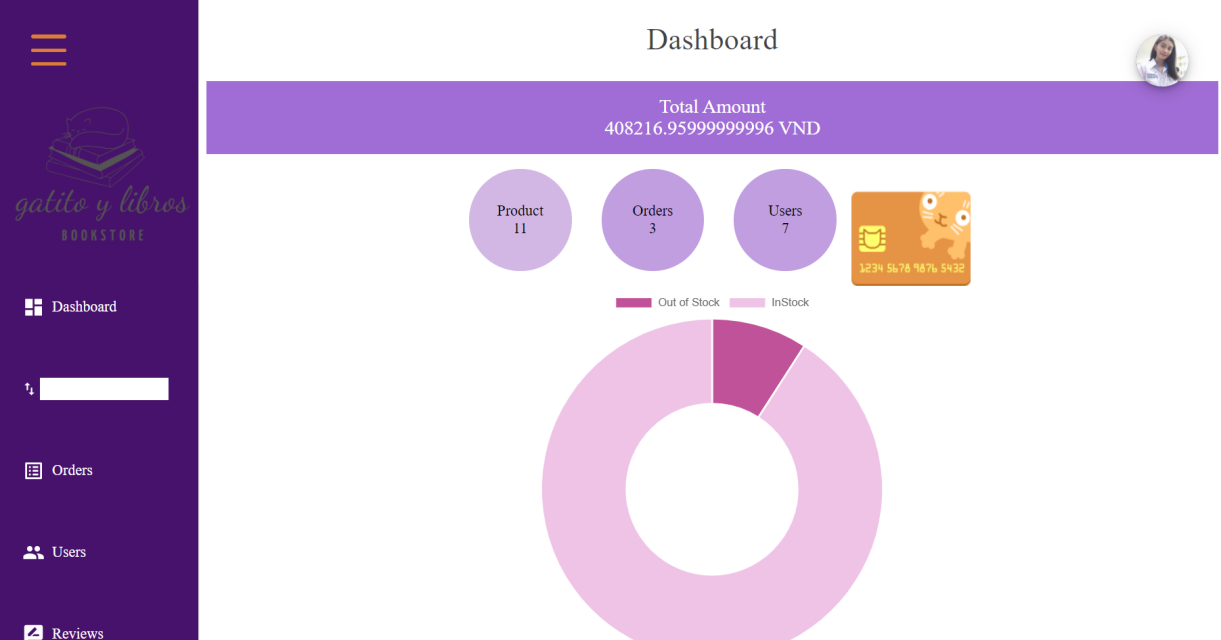 Dashboard
Total Amount
408216.95999999996 VND
gatito y libros
BOOKSTORE
Product
11
Orders
3
Users
7
1234 5678 9876 5432
Out of Stock
InStock
Dashboard
Orders
Users
Reviews